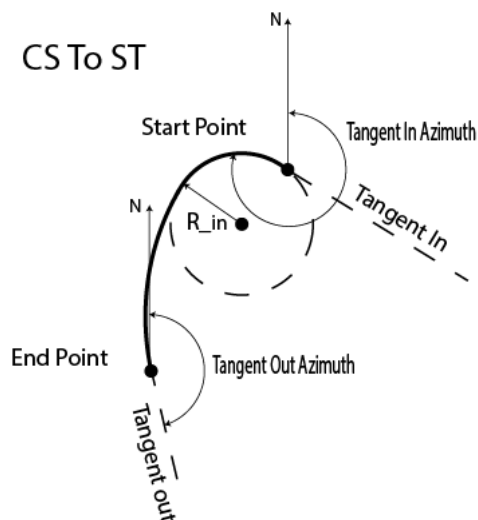 N
CS To ST
Start Point
Tangent In Azimuth
Tangent In
N
R_in
End Point
Tangent Out Azimuth
Tangent out